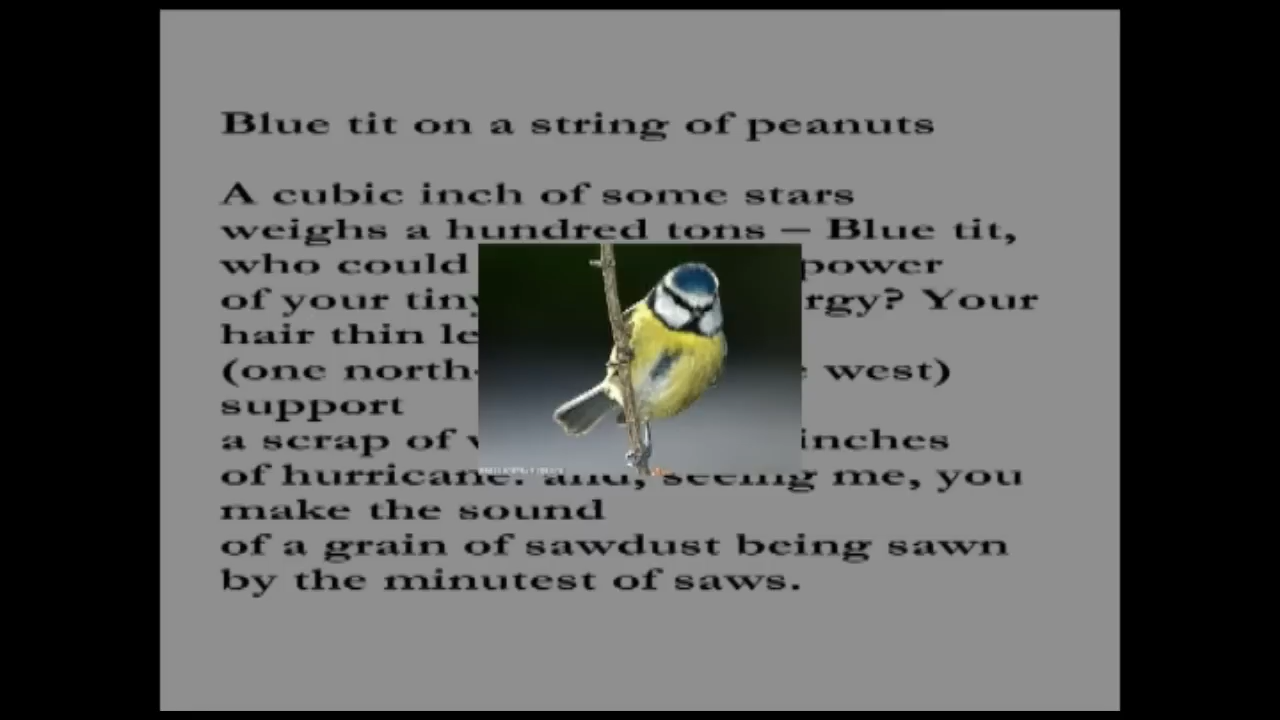 Blue tit on a string of peanuts
A cubic inch of some stars
weighs a hundred tons – Blue tit,
who could power
of your tiny rgy? Your
hair thin le
(one north- west)
support
a scrap of inches
of hurricane: and, seeing me, you
make the sound
of a grain of sawdust being sawn
by the minutest of saws.